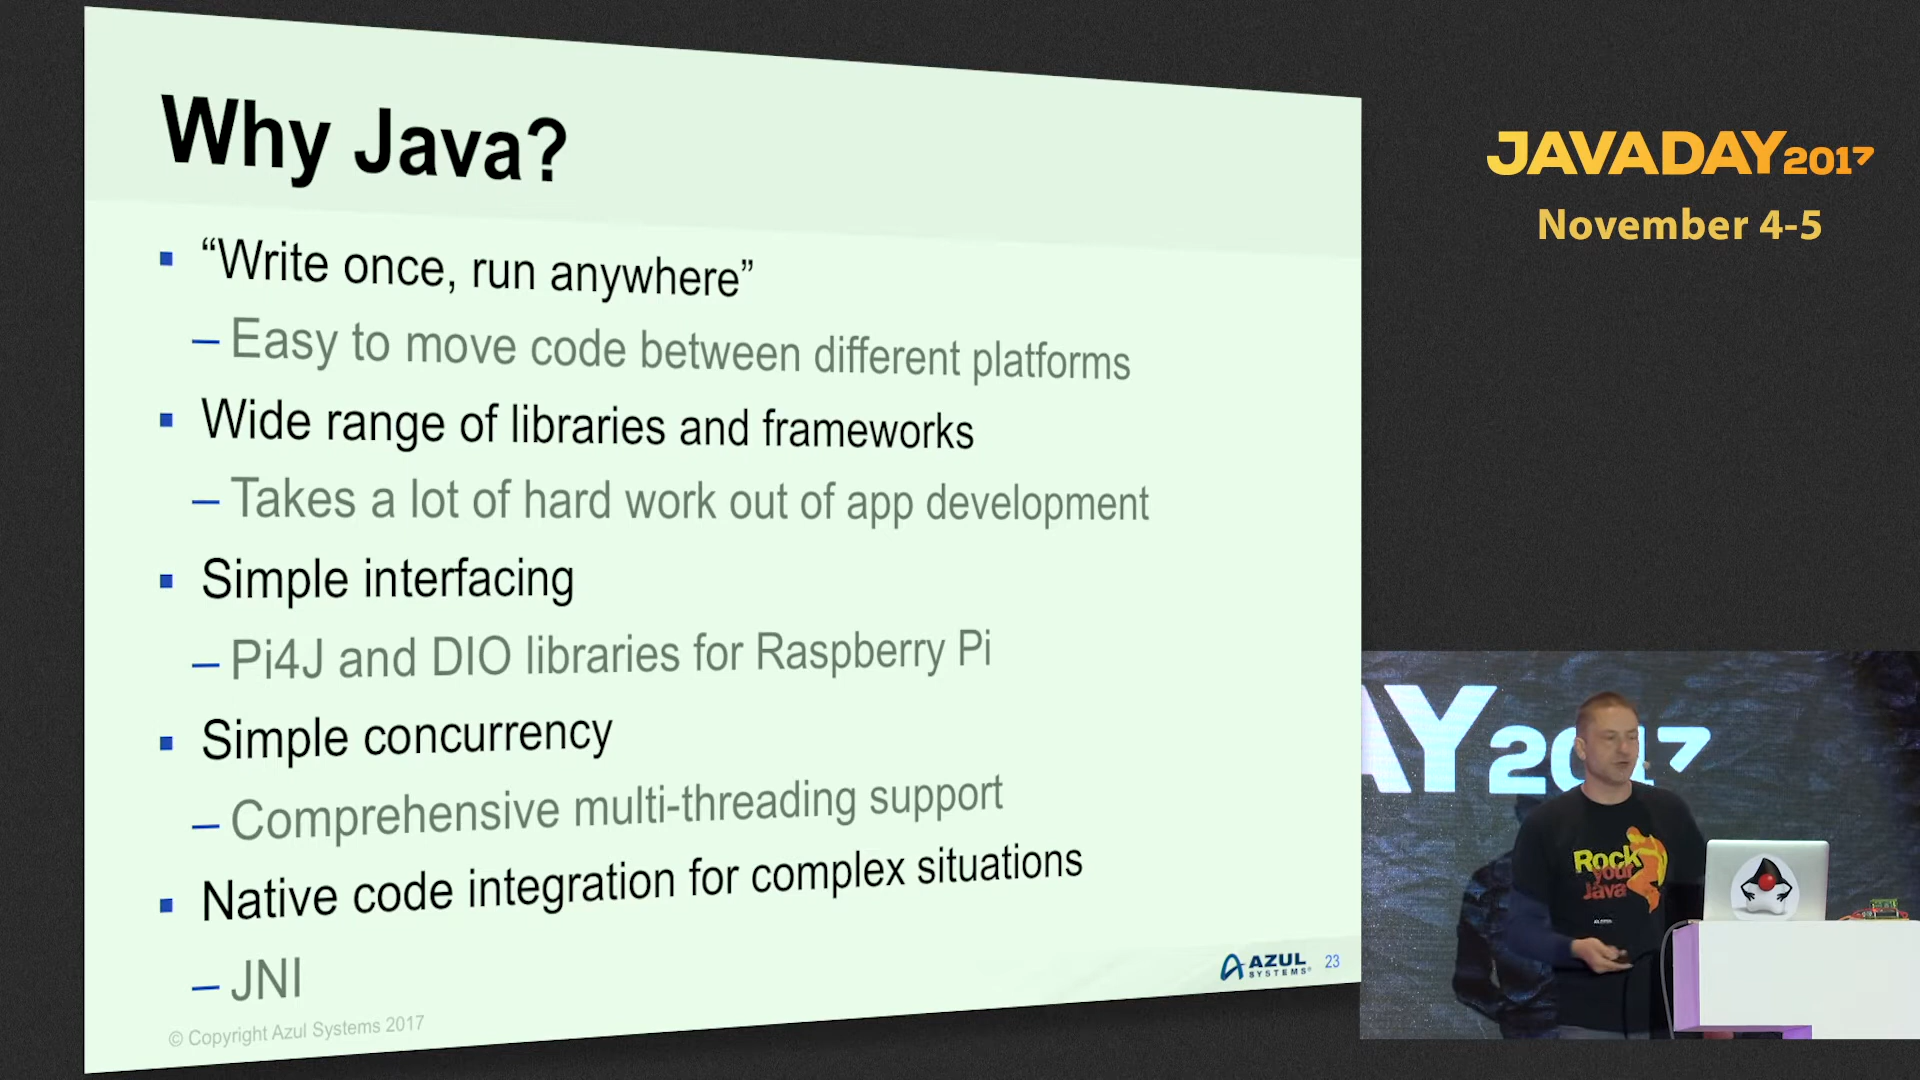 Why Java?
“Write once, run anywhere”
– Easy to move code between different platforms
Wide range of libraries and frameworks
– Takes a lot of hard work out of app development
Simple interfacing
– Pi4J and DIO libraries for Raspberry Pi
Simple concurrency
– Comprehensive multi-threading support
Native code integration for complex situations
– JNI
© Copyright Azul Systems 2017
AZUL
SYSTEMS®
23
JAVADAY2017
November 4-5
AY2017
Rock
your
Java